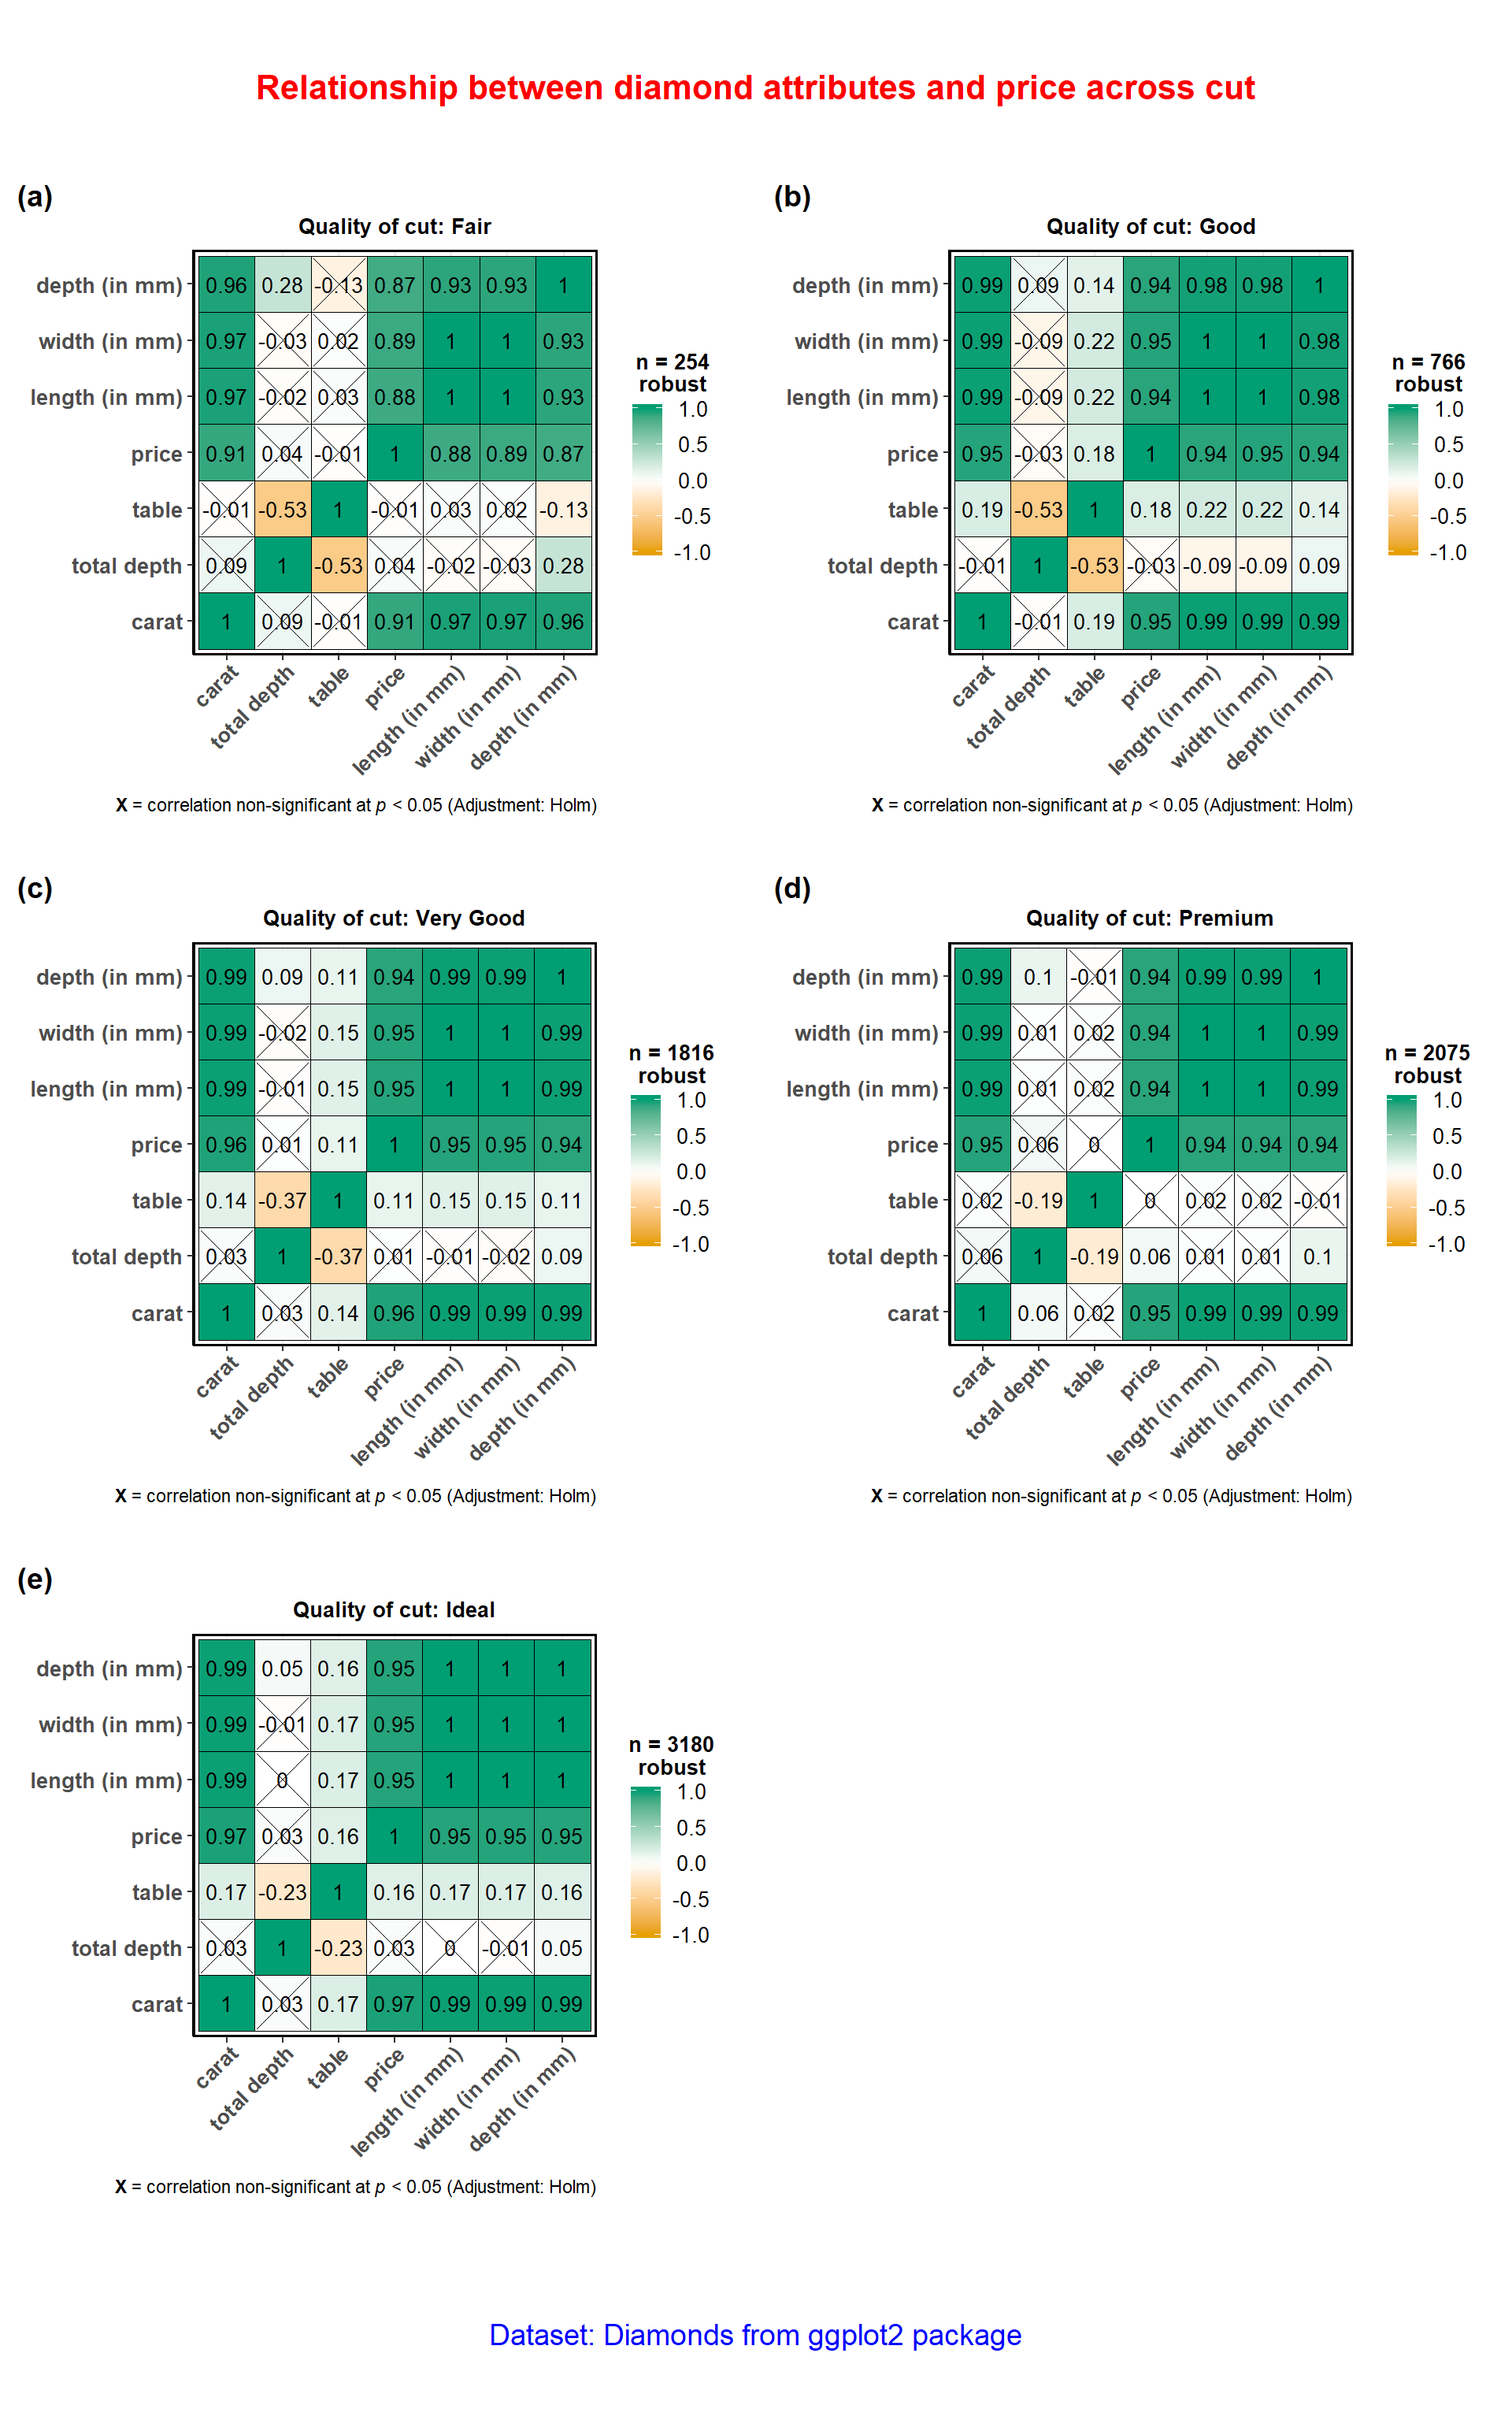 Relationship between diamond attributes and price across cut
(a)
Quality of cut: Fair
depth (in mm) 0.96 0.28 -0.13 0.87 0.93 0.93 1
width (in mm) 0.97 -0.03 0.02 0.89 1 1 0.93
length (in mm) 0.97 -0.02 0.03 0.88 1 1 0.93
price 0.91 0.04 -0.01 1 0.88 0.89 0.87
table -0.01 -0.53 1 -0.01 0.03 0.02 -0.13
total depth 0.09 1 -0.53 0.04 -0.02 -0.03 0.28
carat 1 0.09 -0.01 0.91 0.97 0.97 0.96
carat total depth table price length (in mm) width (in mm) depth (in mm)
n = 254
robust
1.0
0.5
0.0
-0.5
-1.0
X = correlation non-significant at p < 0.05 (Adjustment: Holm)
(b)
Quality of cut: Good
depth (in mm) 0.99 0.09 0.14 0.94 0.98 0.98 1
width (in mm) 0.99 -0.09 0.22 0.95 1 1 0.98
length (in mm) 0.99 -0.09 0.22 0.94 1 1 0.98
price 0.95 -0.03 0.18 1 0.94 0.95 0.94
table 0.19 -0.53 1 0.18 0.22 0.22 0.14
total depth -0.01 1 -0.53 -0.03 -0.09 -0.09 0.09
carat 1 -0.01 0.19 0.95 0.99 0.99 0.99
carat total depth table price length (in mm) width (in mm) depth (in mm)
n = 766
robust
1.0
0.5
0.0
-0.5
-1.0
X = correlation non-significant at p < 0.05 (Adjustment: Holm)
(c)
Quality of cut: Very Good
depth (in mm) 0.99 0.09 0.11 0.94 0.99 0.99 1
width (in mm) 0.99 -0.02 0.15 0.95 1 1 0.99
length (in mm) 0.99 -0.01 0.15 0.95 1 1 0.99
price 0.96 0.01 0.11 1 0.95 0.95 0.94
table 0.14 -0.37 1 0.11 0.15 0.15 0.11
total depth 0.03 1 -0.37 0.01 -0.01 -0.02 0.09
carat 1 0.03 0.14 0.96 0.99 0.99 0.99
carat total depth table price length (in mm) width (in mm) depth (in mm)
n = 1816
robust
1.0
0.5
0.0
-0.5
-1.0
X = correlation non-significant at p < 0.05 (Adjustment: Holm)
(d)
Quality of cut: Premium
depth (in mm) 0.99 0.1 -0.01 0.94 0.99 0.99 1
width (in mm) 0.99 0.01 0.02 0.94 1 1 0.99
length (in mm) 0.99 0.01 0.02 0.94 1 1 0.99
price 0.95 0.06 0 1 0.94 0.94 0.94
table 0.02 -0.19 1 0 0.02 0.02 -0.01
total depth 0.06 1 -0.19 0.06 0.01 0.01 0.1
carat 1 0.06 0.02 0.95 0.99 0.99 0.99
carat total depth table price length (in mm) width (in mm) depth (in mm)
n = 2075
robust
1.0
0.5
0.0
-0.5
-1.0
X = correlation non-significant at p < 0.05 (Adjustment: Holm)
(e)
Quality of cut: Ideal
depth (in mm) 0.99 0.05 0.16 0.95 1 1 1
width (in mm) 0.99 -0.01 0.17 0.95 1 1 1
length (in mm) 0.99 0 0.17 0.95 1 1 1
price 0.97 0.03 0.16 1 0.95 0.95 0.95
table 0.17 -0.23 1 0.16 0.17 0.17 0.16
total depth 0.03 1 -0.23 0.03 0 -0.01 0.05
carat 1 0.03 0.17 0.97 0.99 0.99 0.99
carat total depth table price length (in mm) width (in mm) depth (in mm)
n = 3180
robust
1.0
0.5
0.0
-0.5
-1.0
X = correlation non-significant at p < 0.05 (Adjustment: Holm)
Dataset: Diamonds from ggplot2 package